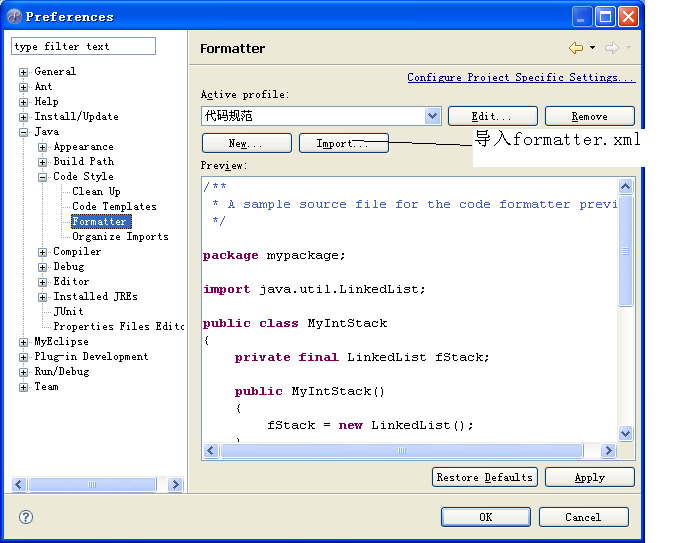 Preferences
type filter text
General
Ant
Help
Install/Update
Java
Appearance
Build Path
Code Style
Clean Up
Code Templates
Formatter
Organize Imports
Compiler
Debug
Editor
Installed JREs
JUnit
Properties Files Edito
MyEclipse
Plug-in Development
Run/Debug
Team
Formatter
Configure Project Specific Settings...
Active profile:
代码规范
Edit...
Remove
New...
Import...
导入formatter.xml
Preview:
/**
* A sample source file for the code formatter previ
*/
package mypackage;
import java.util.LinkedList;
public class MyIntStack
{
private final LinkedList fStack;
public MyIntStack()
{
fStack = new LinkedList();
Restore Defaults
Apply
?
OK
Cancel